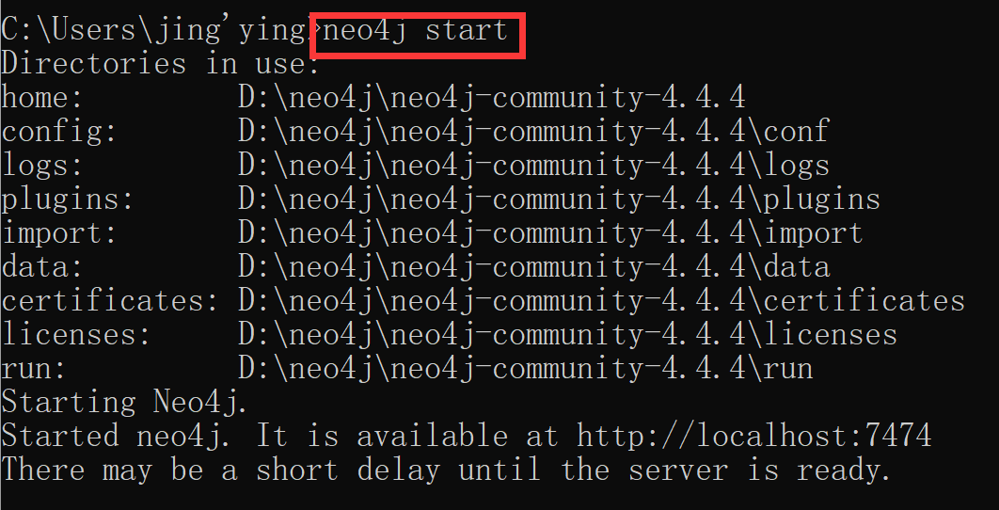 C:\Users\jing'ying>neo4j start
Directories in use:
home:         D:\neo4j\neo4j-community-4.4.4
config:       D:\neo4j\neo4j-community-4.4.4\conf
logs:         D:\neo4j\neo4j-community-4.4.4\logs
plugins:      D:\neo4j\neo4j-community-4.4.4\plugins
import:       D:\neo4j\neo4j-community-4.4.4\import
data:         D:\neo4j\neo4j-community-4.4.4\data
certificates: D:\neo4j\neo4j-community-4.4.4\certificates
licenses:     D:\neo4j\neo4j-community-4.4.4\licenses
run:          D:\neo4j\neo4j-community-4.4.4\run
Starting Neo4j.
Started neo4j. It is available at http://localhost:7474
There may be a short delay until the server is ready.